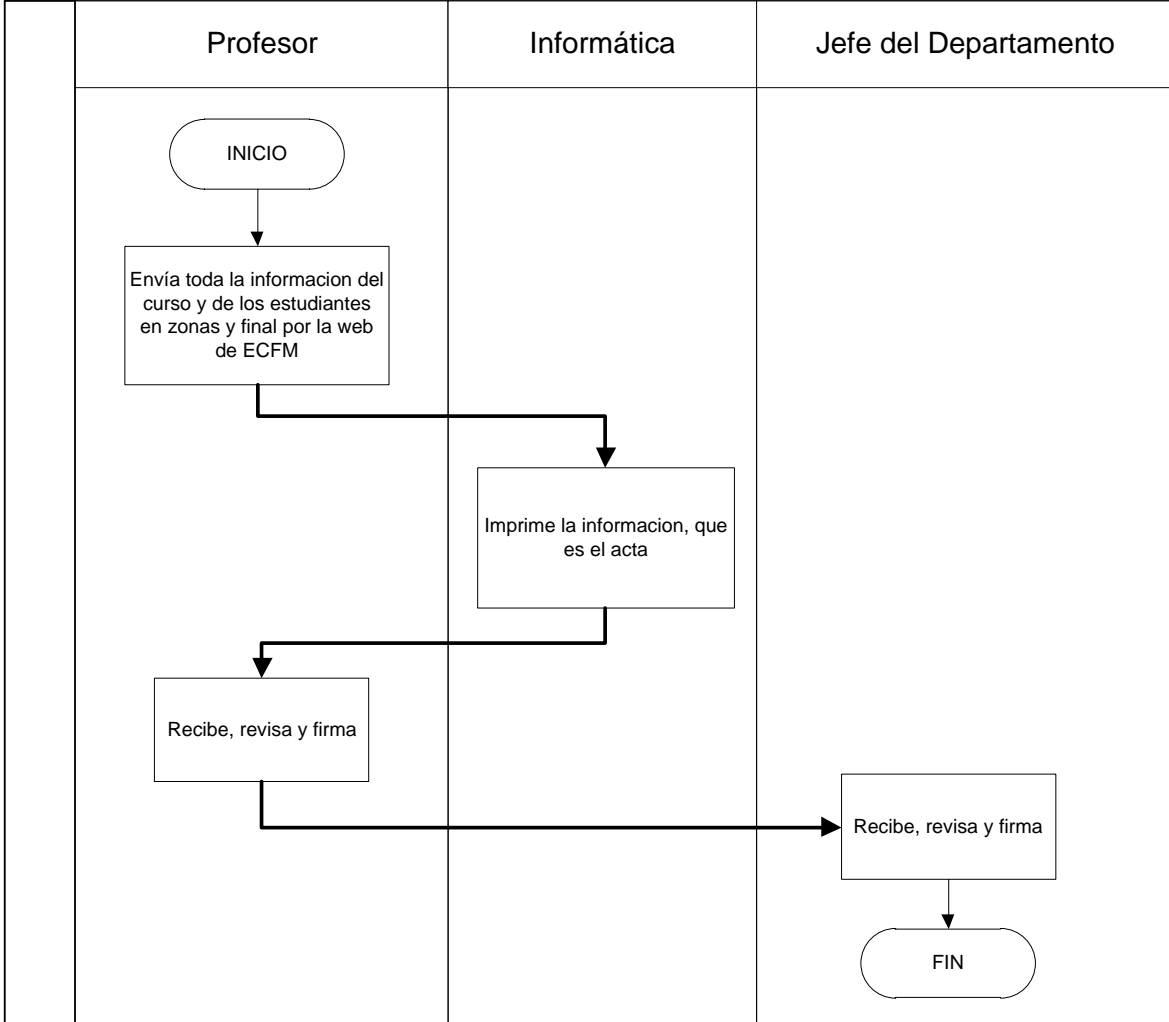 Profesor
Informática
Jefe del Departamento
INICIO
Envía toda la informacion del
curso y de los estudiantes
en zonas y final por la web
de ECFM
Imprime la informacion, que
es el acta
Recibe, revisa y firma
Recibe, revisa y firma
FIN